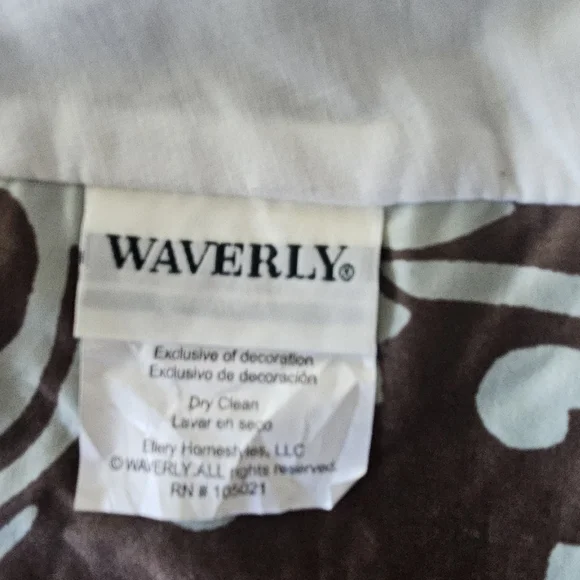 WAVERLY®
Exclusive of decoration
Exclusivo de decoración
Dry Clean
Lavar en seco
Ellery Homestyles, LLC
© WAVERLY.ALL rights reserved.
RN # 105021